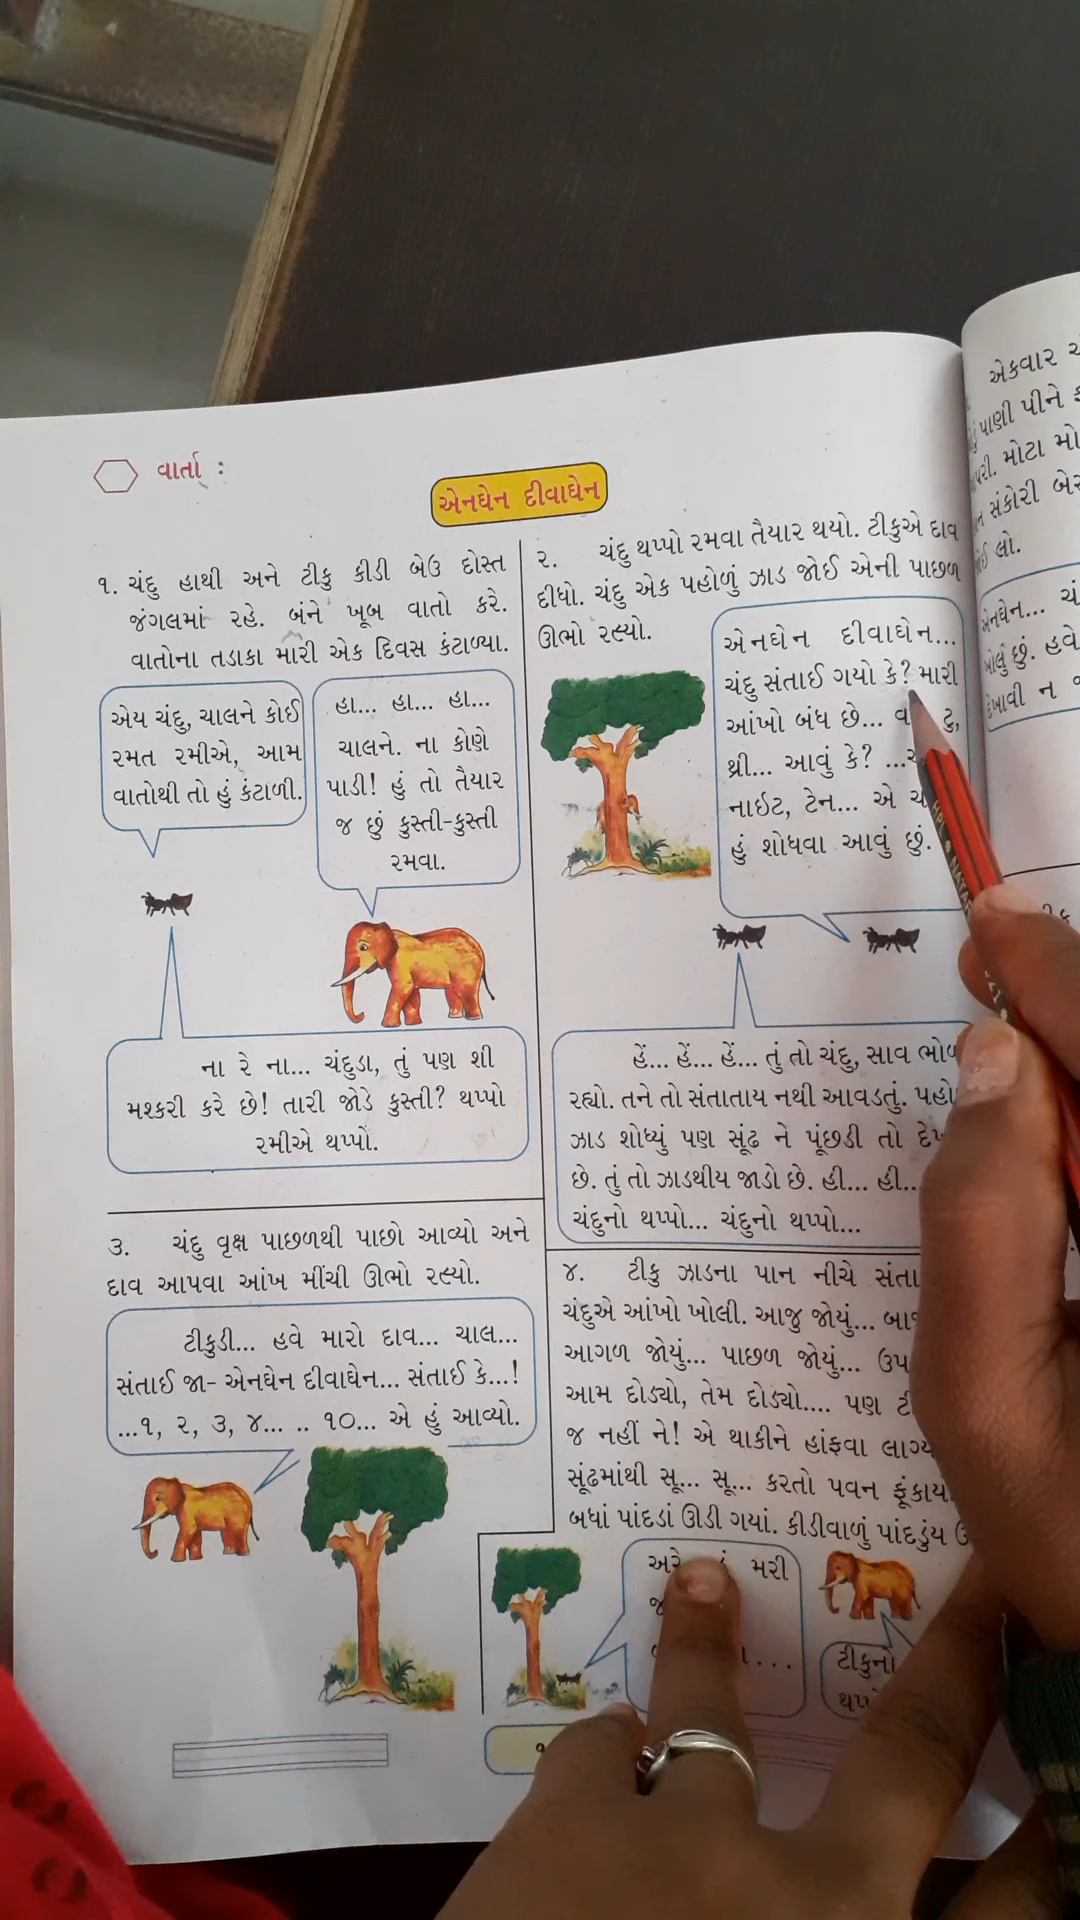 વાર્તા :
એનઘેન દીવાઘેન
૧. ચંદુ હાથી અને ટીકુ કીડી બેઉ દોસ્ત
જંગલમાં રહે. બંને ખૂબ વાતો કરે.
વાતોના તડાકા મારી એક દિવસ કંટાળ્યા.
એય ચંદુ, ચાલને કોઈ
રમત રમીએ, આમ
વાતોથી તો હું કંટાળી.
હા... હા... હા...
ચાલને. ના કોણે
પાડી! હું તો તૈયાર
જ છું કુસ્તી-કુસ્તી
રમવા.
ના રે ના... ચંદુડા, તું પણ શી
મશ્કરી કરે છે! તારી જોડે કુસ્તી? થપ્પો
રમીએ થપ્પો.
૨. ચંદુ થપ્પો રમવા તૈયાર થયો. ટીકુએ દાવ
દીધો. ચંદુ એક પહોળું ઝાડ જોઈ એની પાછળ
ઊભો રહ્યો.
એનઘેન દીવાઘેન...
ચંદુ સંતાઈ ગયો કે? મારી
આંખો બંધ છે... ટુ,
થ્રી... આવું કે?
નાઇટ, ટેન... એ
હું શોધવા આવું છું.
હેં... હેં... હેં... તું તો ચંદુ, સાવ
રહ્યો. તને તો સંતાતાય નથી આવડતું.
ઝાડ શોધ્યું પણ સૂંઢ ને પૂંછડી તો
છે. તું તો ઝાડથીય જાડો છે. હી... હી...
ચંદુનો થપ્પો... ચંદુનો થપ્પો...
૩. ચંદુ વૃક્ષ પાછળથી પાછો આવ્યો અને
દાવ આપવા આંખ મીંચી ઊભો રહ્યો.
ટીકુડી... હવે મારો દાવ... ચાલ...
સંતાઈ જા- એનઘેન દીવાઘેન... સંતાઈ કે...!
...૧, ૨, ૩, ૪... .. ૧૦... એ હું આવ્યો.
૪. ટીકુ ઝાડના પાન નીચે
ચંદુએ આંખો ખોલી. આજુ જોયું...
આગળ જોયું... પાછળ જોયું...
આમ દોડ્યો, તેમ દોડ્યો.... પણ
જ નહીં ને! એ થાકીને હાંફવા
સૂંઢમાંથી સૂ... સૂ... કરતો પવન
બધાં પાંદડાં ઊડી ગયાં. કીડીવાળું પાંદડુંય
મરી
ટીકુનો
એકવાર
પાણી પીને
મોટા
સંકોરી
લો.
એનઘેન...
છું. હવે
દેખાવી ન